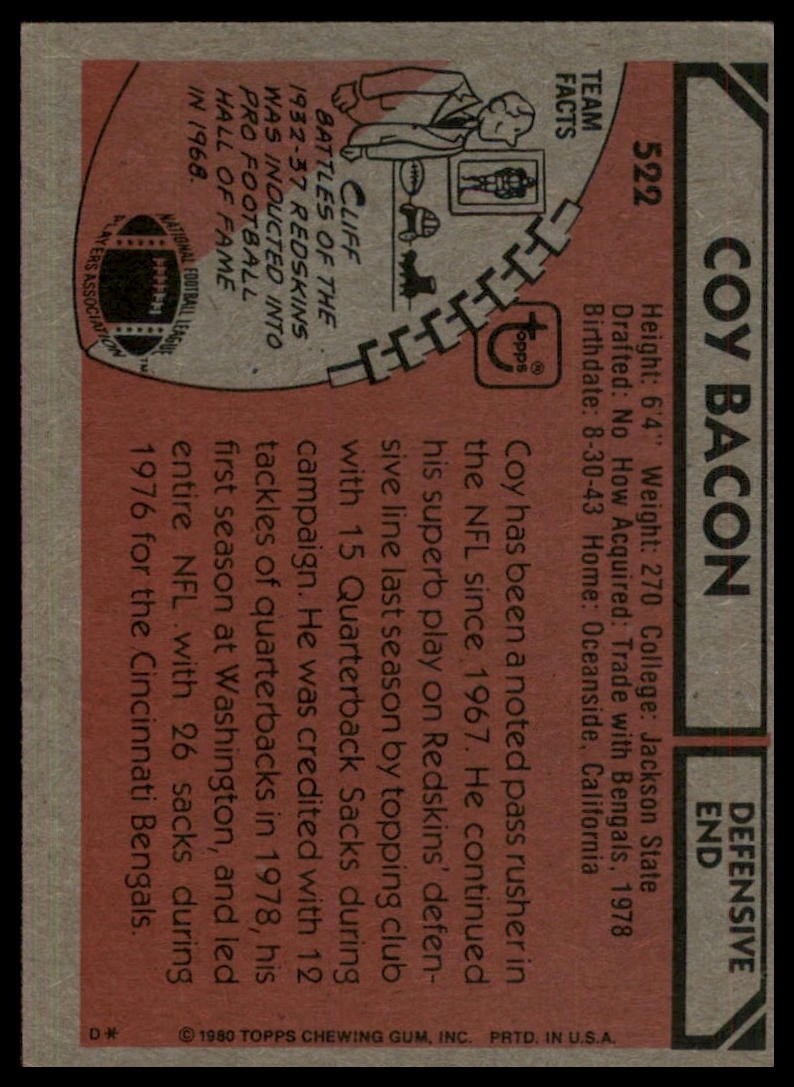 COY BACON
DEFENSIVE
END
522
Height: 6'4" Weight: 270 College: Jackson State
Drafted: No How Acquired: Trade with Bengals, 1978
Birthdate: 8-30-43 Home: Oceanside, California
TEAM
FACTS
CLIFF
BATTLES OF THE
1932-37 REDSKINS
WAS INDUCTED INTO
PRO FOOTBALL
HALL OF FAME
IN 1968.
Topps®
NATIONAL FOOTBALL LEAGUE
PLAYERS ASSOCIATION
TM
Coy has been a noted pass rusher in
the NFL since 1967. He continued
his superb play on Redskins' defen-
sive line last season by topping club
with 15 Quarterback Sacks during
campaign. He was credited with 12
tackles of quarterbacks in 1978, his
first season at Washington, and led
entire NFL with 26 sacks during
1976 for the Cincinnati Bengals.
D* © 1980 TOPPS CHEWING GUM, INC. PRTD. IN U.S.A.